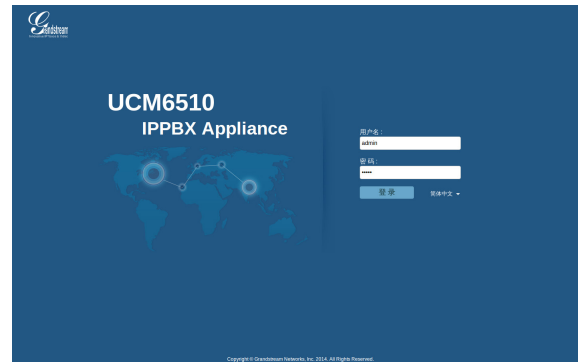 Grandstream
UCM6510
IPPBX Appliance
用户名 :
admin
密 码 :
•••••
登 录
简体中文
Copyright © Grandstream Networks, Inc. 2014. All Rights Reserved.